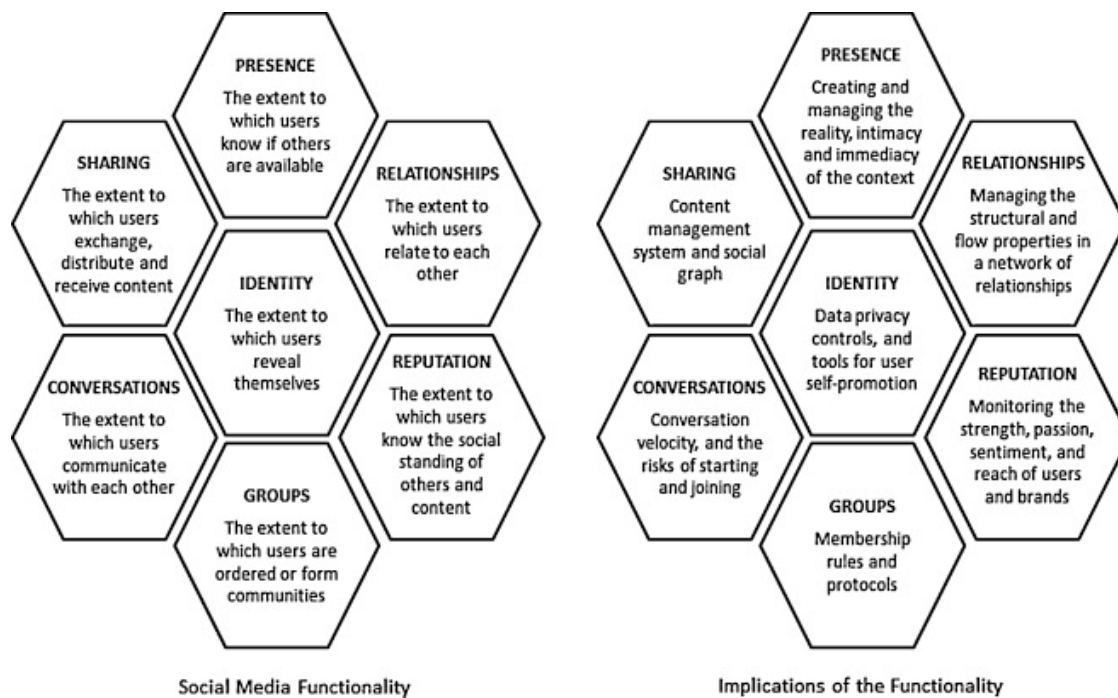 PRESENCE
The extent to
which users
know if others
are available
SHARING
The extent to
which users
exchange,
distribute and
receive content
RELATIONSHIPS
The extent to
which users
relate to each
other
IDENTITY
The extent to
which users
reveal
themselves
CONVERSATIONS
The extent to
which users
communicate
with each other
REPUTATION
The extent to
which users
know the social
standing of
others and
content
GROUPS
The extent to
which users are
ordered or form
communities
Social Media Functionality
PRESENCE
Creating and
managing the
reality, intimacy
and immediacy
of the context
SHARING
Content
management
system and social
graph
RELATIONSHIPS
Managing the
structural and
flow properties in
a network of
relationships
IDENTITY
Data privacy
controls, and
tools for user
self-promotion
CONVERSATIONS
Conversation
velocity, and the
risks of starting
and joining
REPUTATION
Monitoring the
strength, passion,
sentiment, and
reach of users
and brands
GROUPS
Membership
rules and
protocols
Implications of the Functionality